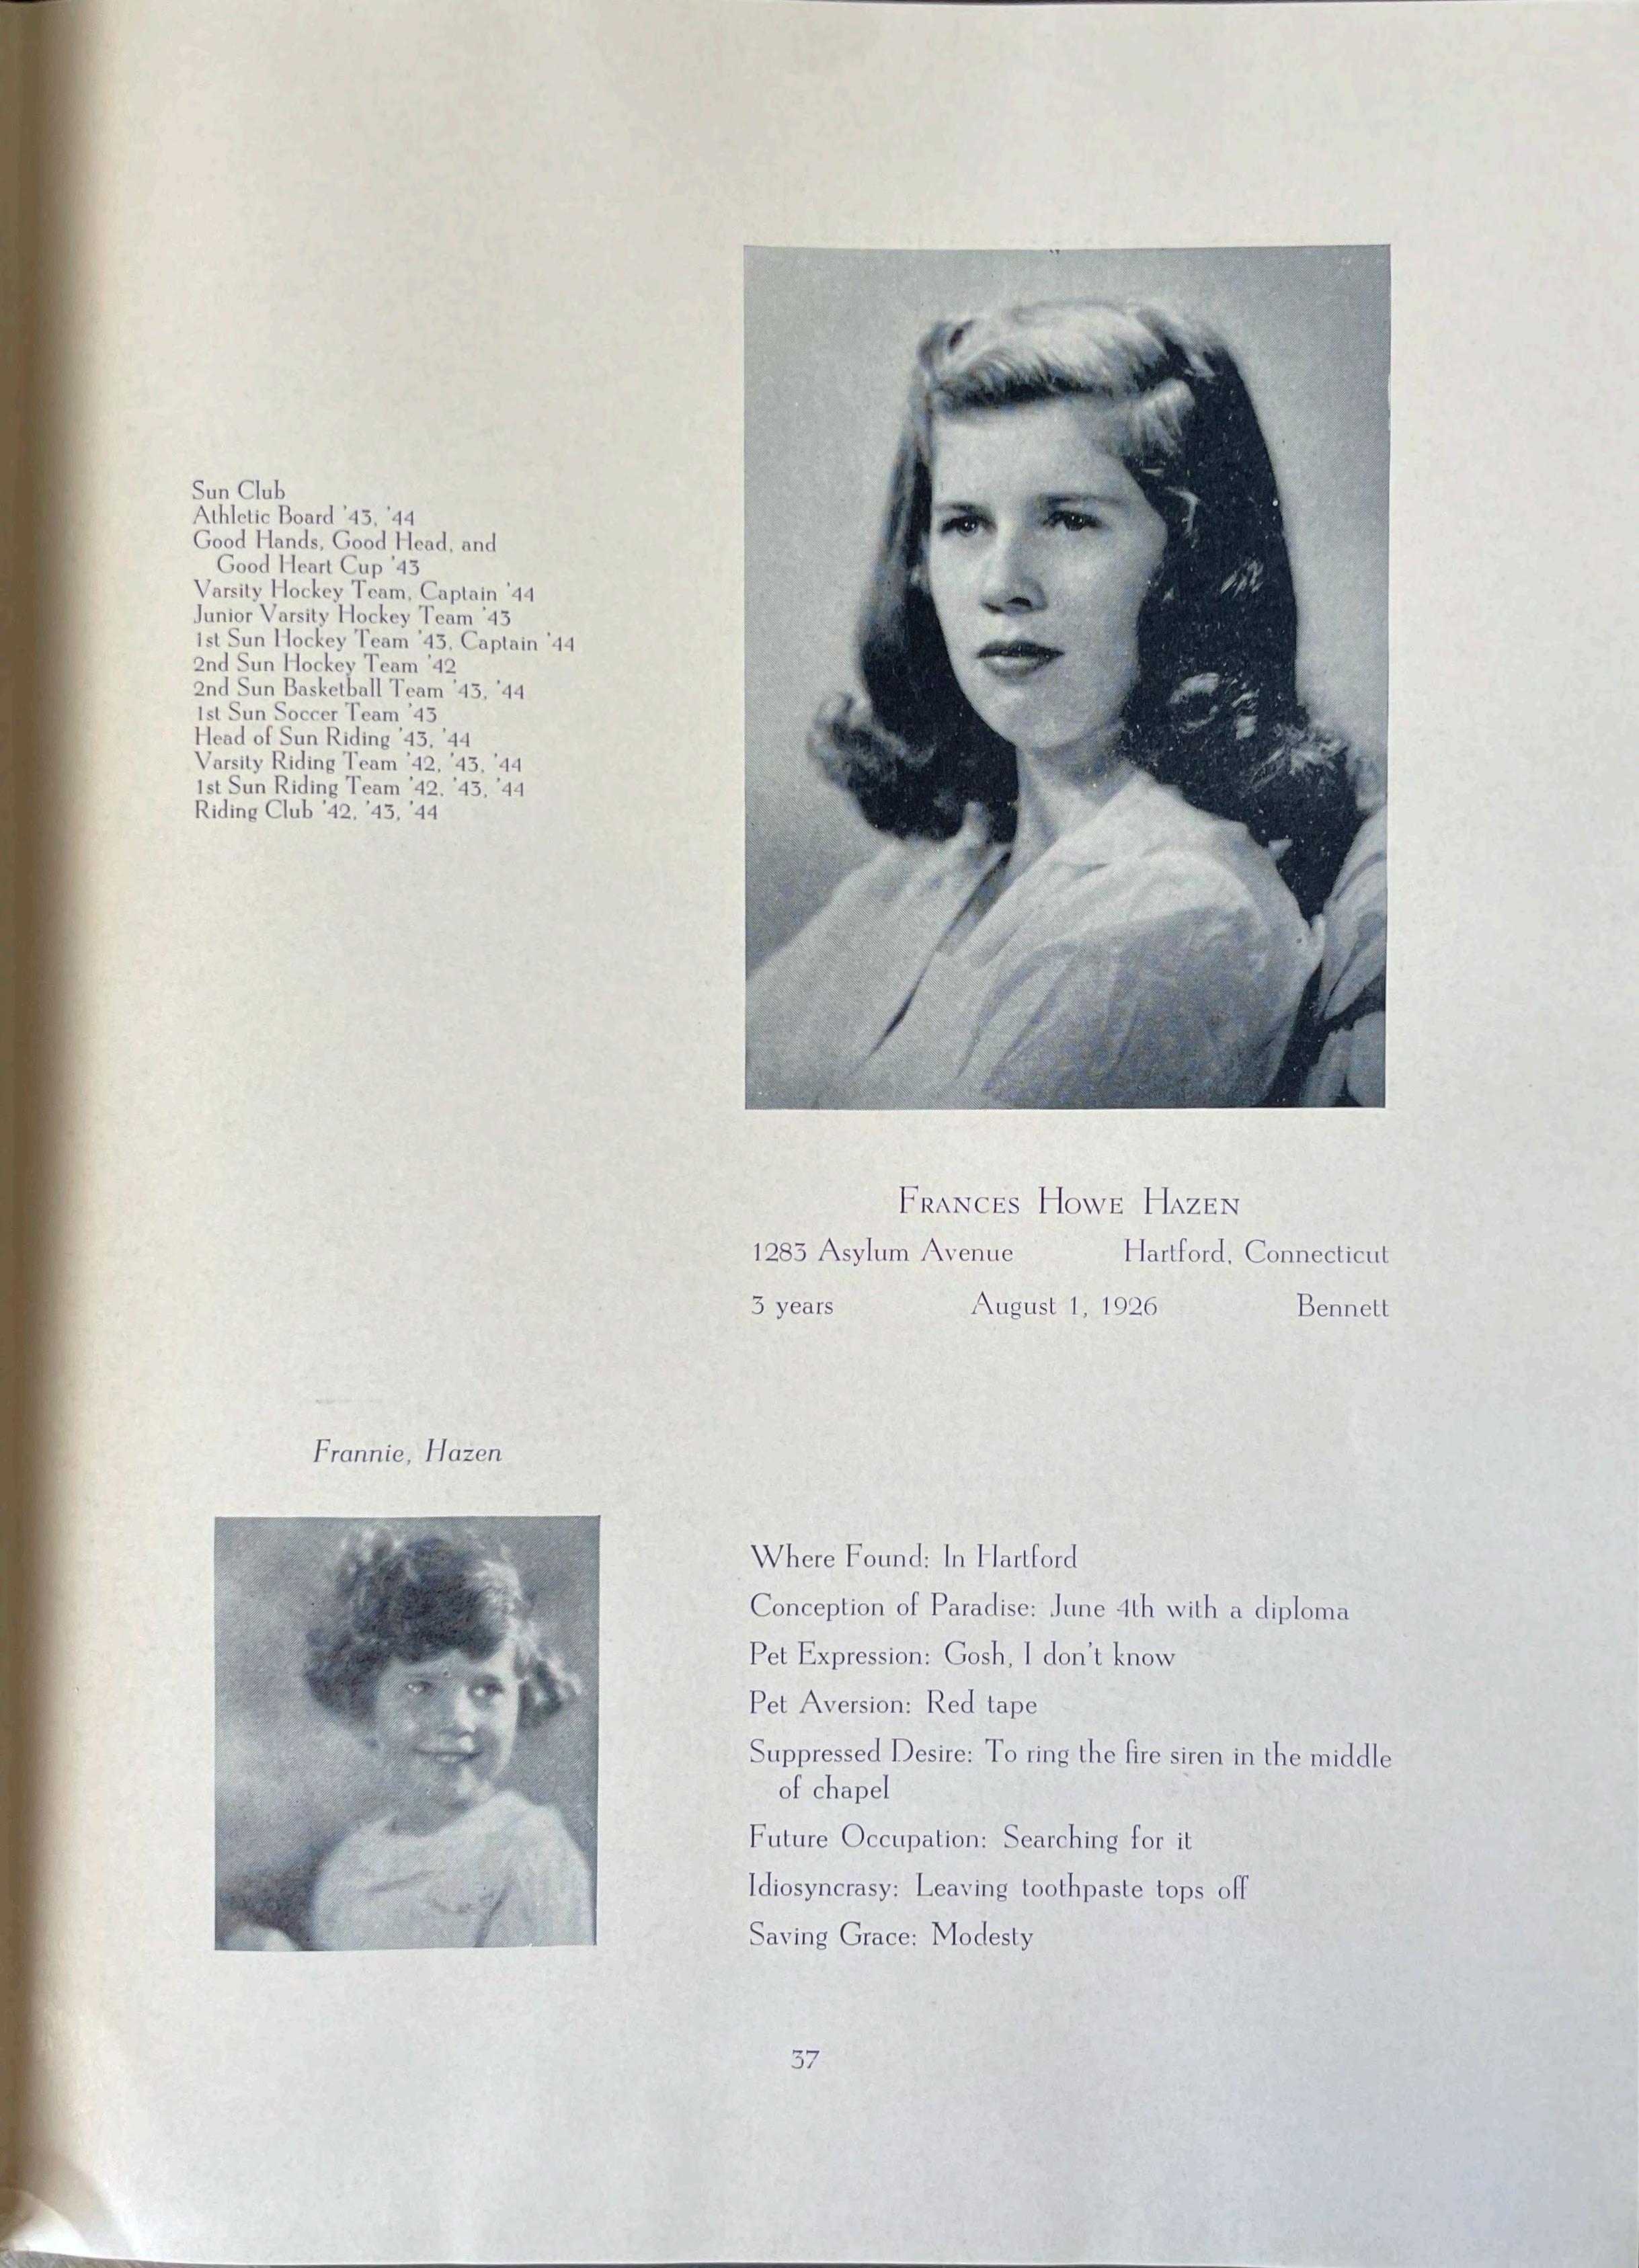 Sun Club
Athletic Board '43, '44
Good Hands, Good Head, and
Good Heart Cup '43
Varsity Hockey Team, Captain '44
Junior Varsity Hockey Team '43
1st Sun Hockey Team '43, Captain '44
2nd Sun Hockey Team '42
2nd Sun Basketball Team '43, '44
1st Sun Soccer Team '43
Head of Sun Riding '43, '44
Varsity Riding Team '42, '43, '44
1st Sun Riding Team '42, '43, '44
Riding Club '42, '43, '44
Frances Howe Hazen
1283 Asylum Avenue Hartford, Connecticut
3 years August 1, 1926 Bennett
Frannie, Hazen
Where Found: In Hartford
Conception of Paradise: June 4th with a diploma
Pet Expression: Gosh, I don't know
Pet Aversion: Red tape
Suppressed Desire: To ring the fire siren in the middle
of chapel
Future Occupation: Searching for it
Idiosyncrasy: Leaving toothpaste tops off
Saving Grace: Modesty
37